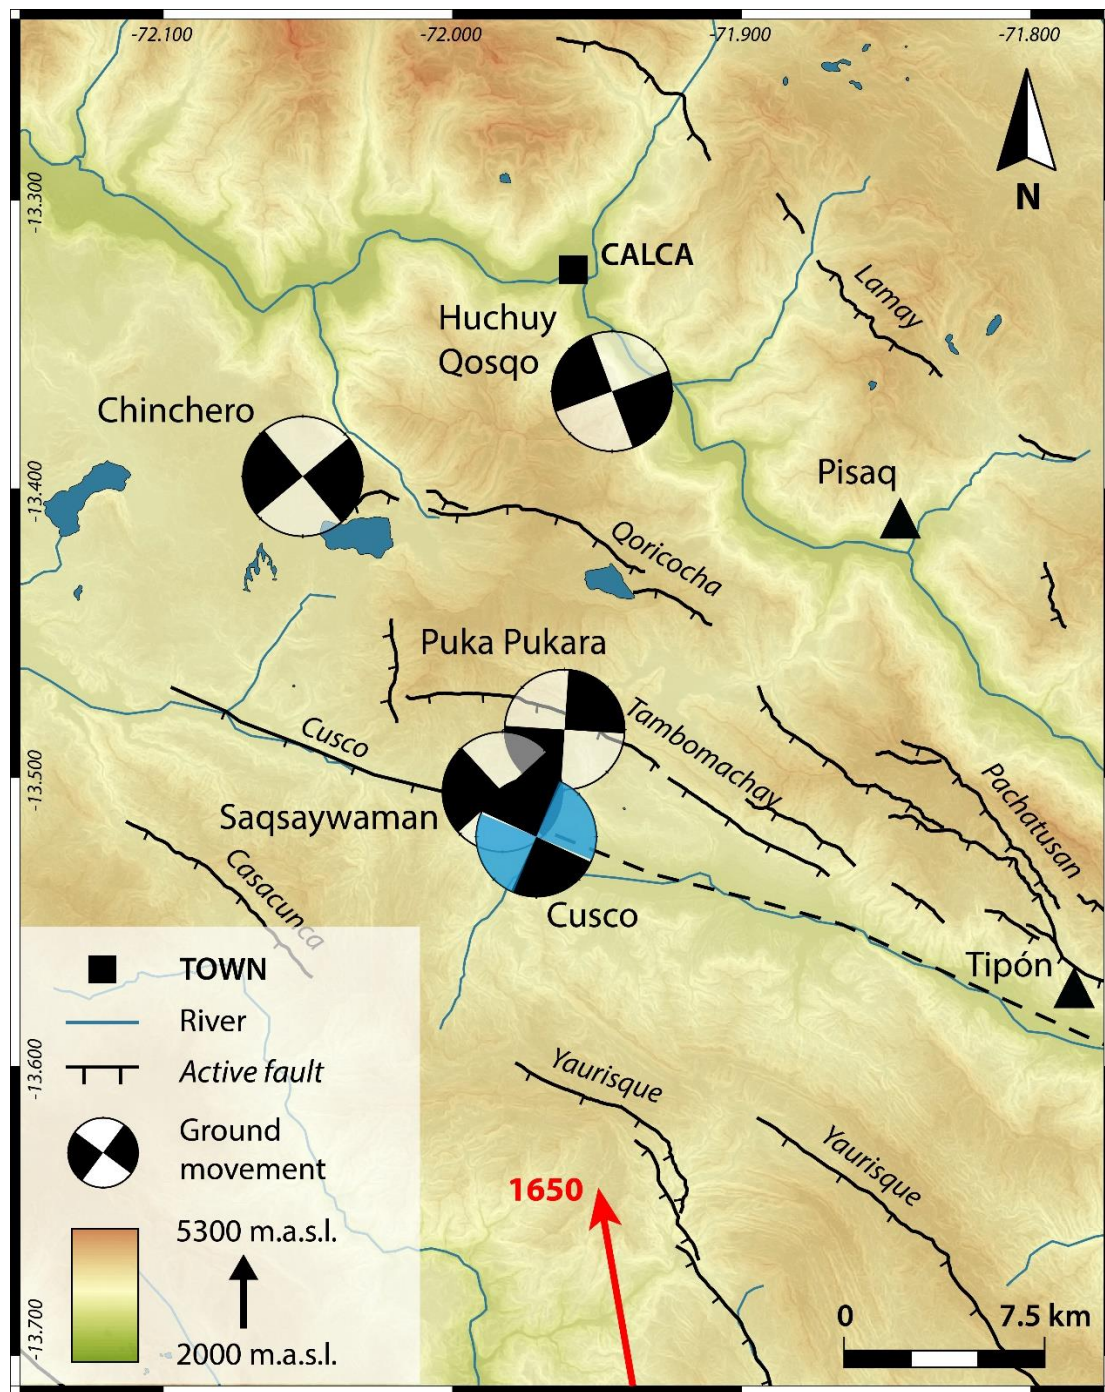 -72.100
-72.000
-71.900
-71.800
-13.300
-13.400
-13.500
-13.600
-13.700
N
CALCA
Huchuy
Qosqo
Lamay
Chinchero
Pisaq
Qoricocha
Puka Pukara
Tambomachay
Cusco
Pachatusan
Saqsaywaman
Casacunca
Cusco
Tipón
TOWN
River
Active fault
Ground
movement
5300 m.a.s.l.
2000 m.a.s.l.
Yaurisque
Yaurisque
1650
0
7.5 km